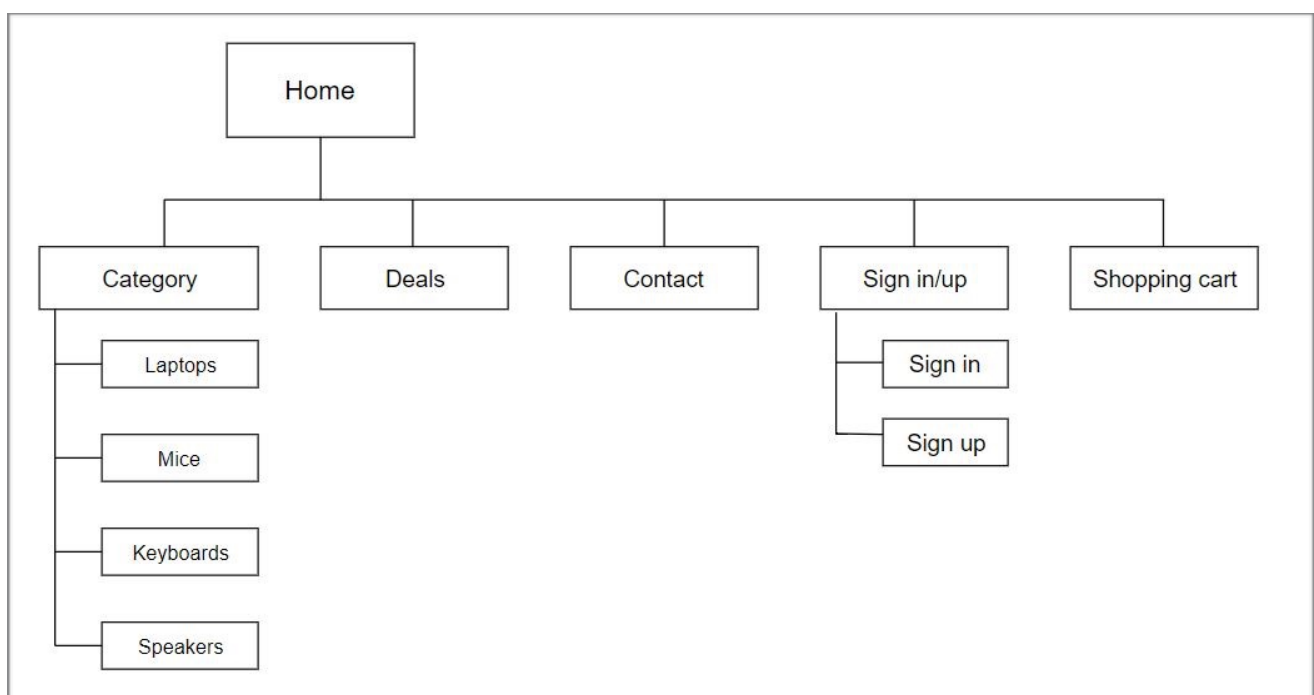 Home
Category
Deals
Contact
Sign in/up
Shopping cart
Laptops
Sign in
Mice
Sign up
Keyboards
Speakers